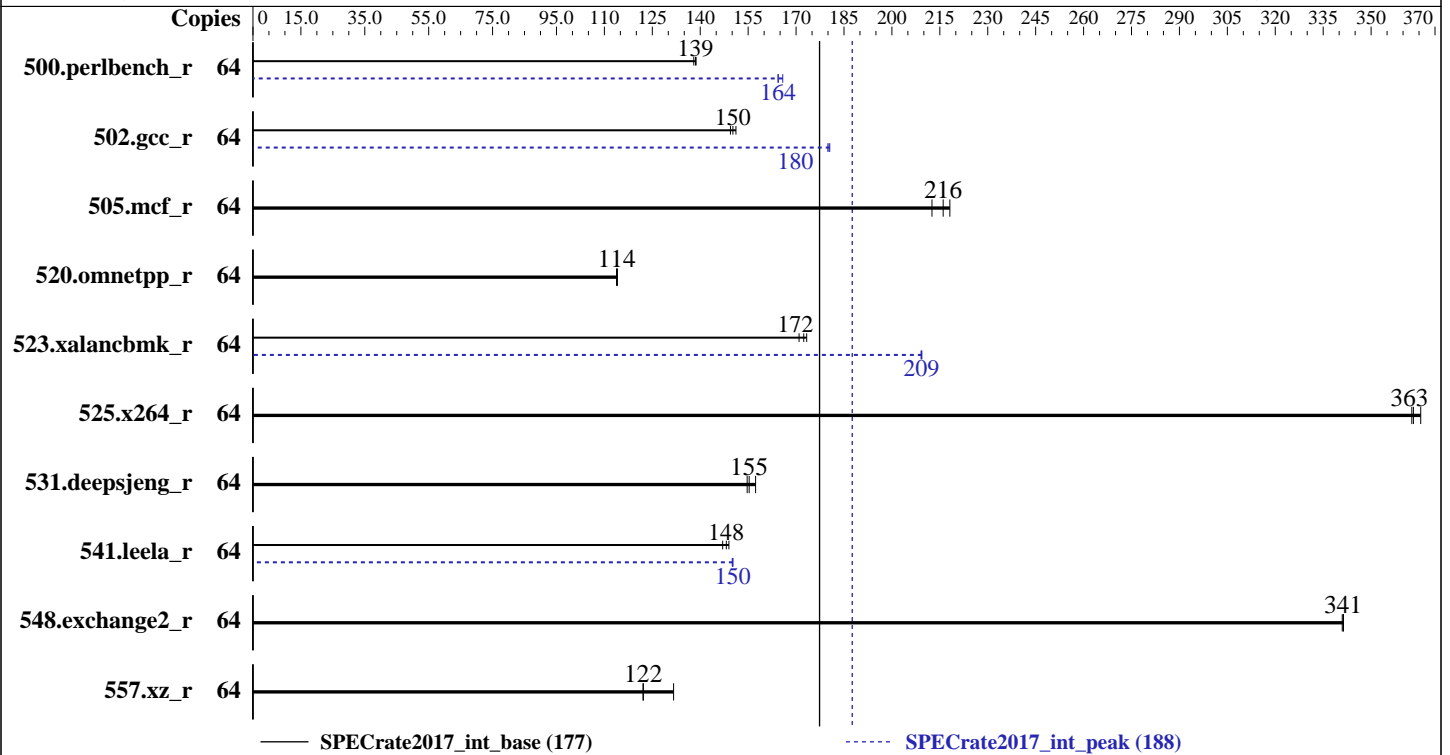 Copies 0 15.0 35.0 55.0 75.0 95.0 110 125 140 155 170 185 200 215 230 245 260 275 290 305 320 335 350 370
139
500.perlbench_r 64
164
150
502.gcc_r 64
180
216
505.mcf_r 64
114
520.omnetpp_r 64
172
523.xalancbmk_r 64
209
363
525.x264_r 64
155
531.deepsjeng_r 64
148
541.leela_r 64
150
341
548.exchange2_r 64
122
557.xz_r 64
SPECrate2017_int_base (177) SPECrate2017_int_peak (188)